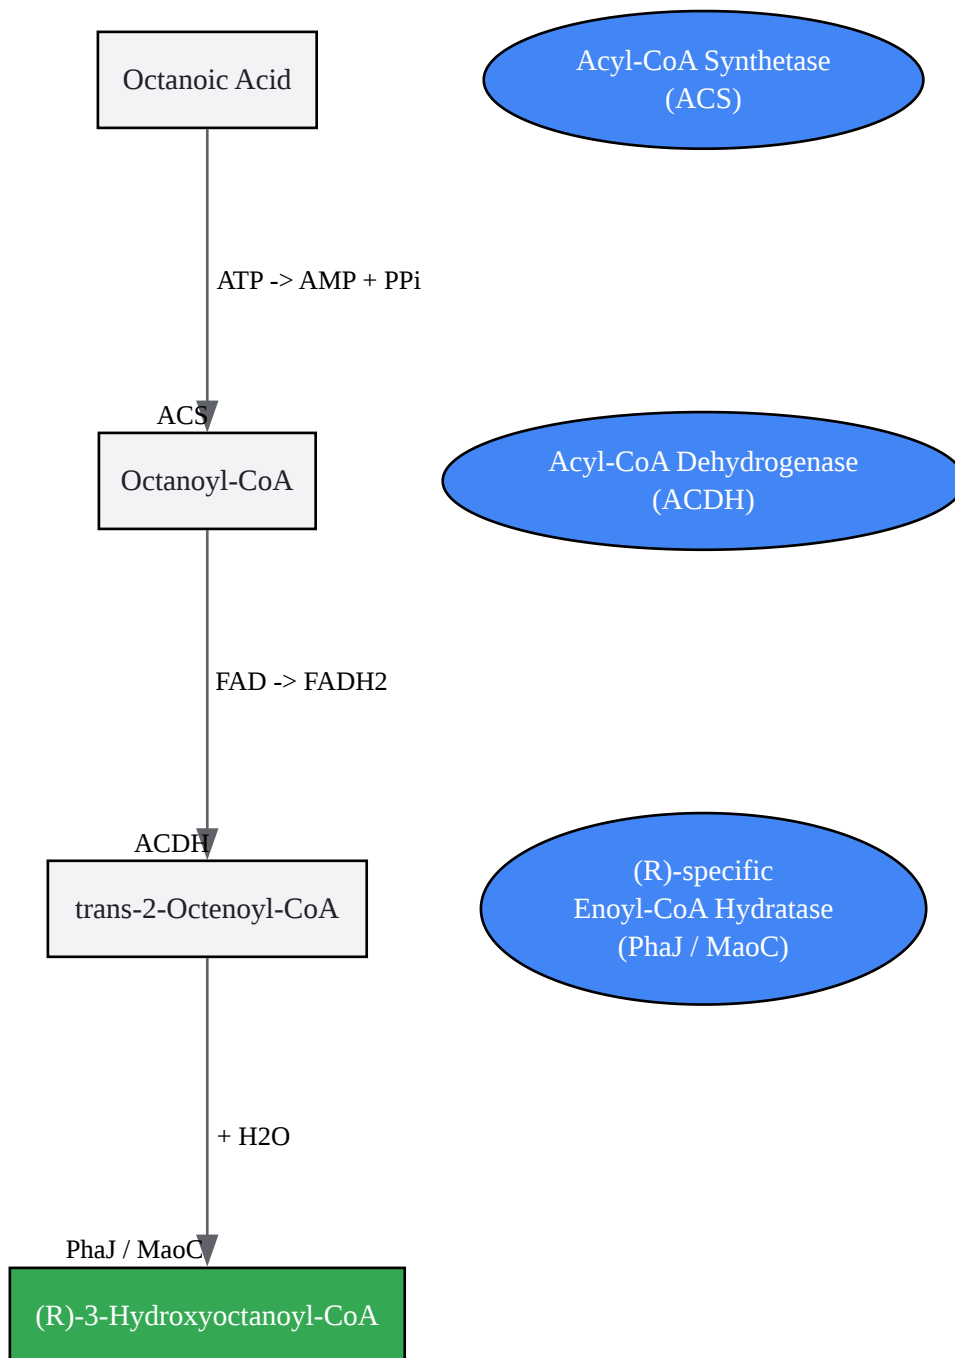 Octanoic Acid
Acyl-CoA Synthetase
(ACS)
ATP -> AMP + PPi
ACS
Octanoyl-CoA
Acyl-CoA Dehydrogenase
(ACDH)
FAD -> FADH2
ACDH
trans-2-Octenoyl-CoA
(R)-specific
Enoyl-CoA Hydratase
(PhaJ / MaoC)
+ H2O
PhaJ / MaoC
(R)-3-Hydroxyoctanoyl-CoA